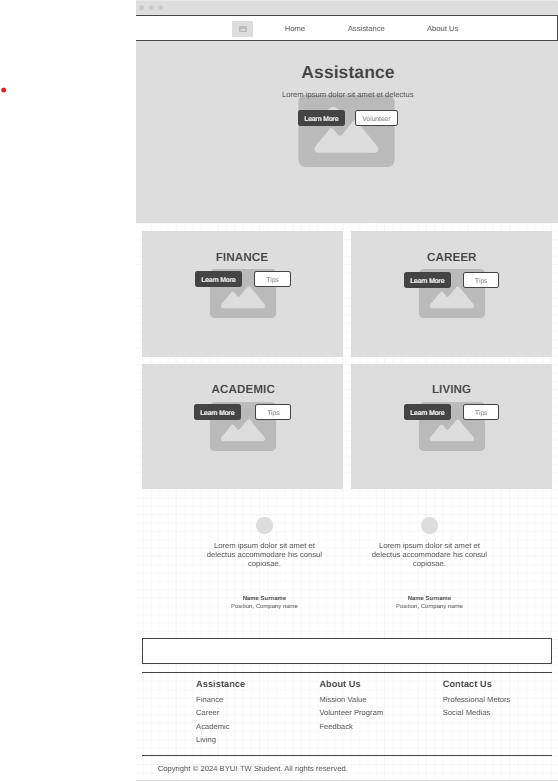 Home Assistance About Us
Assistance
Lorem ipsum dolor sit amet et delectus
Learn More Volunteer
FINANCE CAREER
Learn More Tips Learn More Tips
ACADEMIC LIVING
Learn More Tips Learn More Tips
Lorem ipsum dolor sit amet et
delectus accommodare his consul
copiosae.
Name Surname
Position, Company name
Lorem ipsum dolor sit amet et
delectus accommodare his consul
copiosae.
Name Surname
Position, Company name
Assistance
Finance
Career
Academic
Living
About Us
Mission Value
Volunteer Program
Feedback
Contact Us
Professional Metors
Social Medias
Copyright © 2024 BYUI TW Student. All rights reserved.